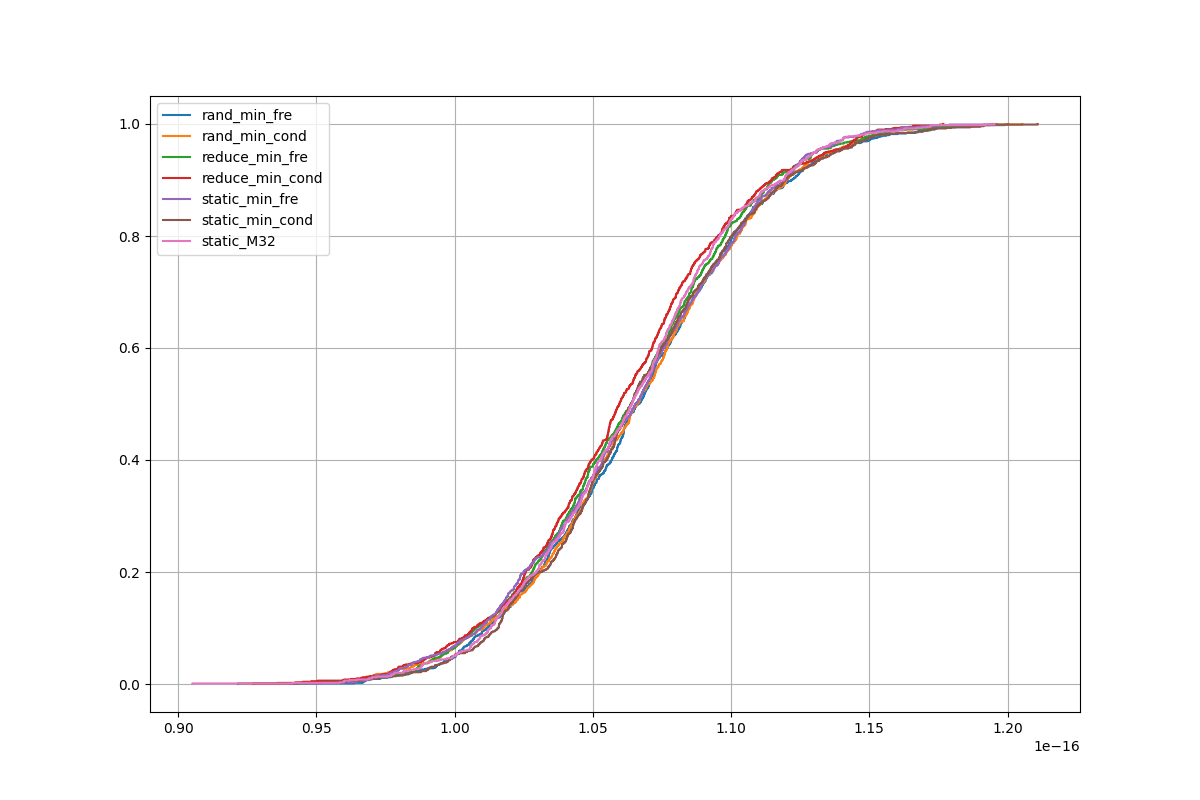 rand_min_fre
rand_min_cond
reduce_min_fre
reduce_min_cond
static_min_fre
static_min_cond
static_M32
1.0
0.8
0.6
0.4
0.2
0.0
0.90 0.95 1.00 1.05 1.10 1.15 1.20
1e−16